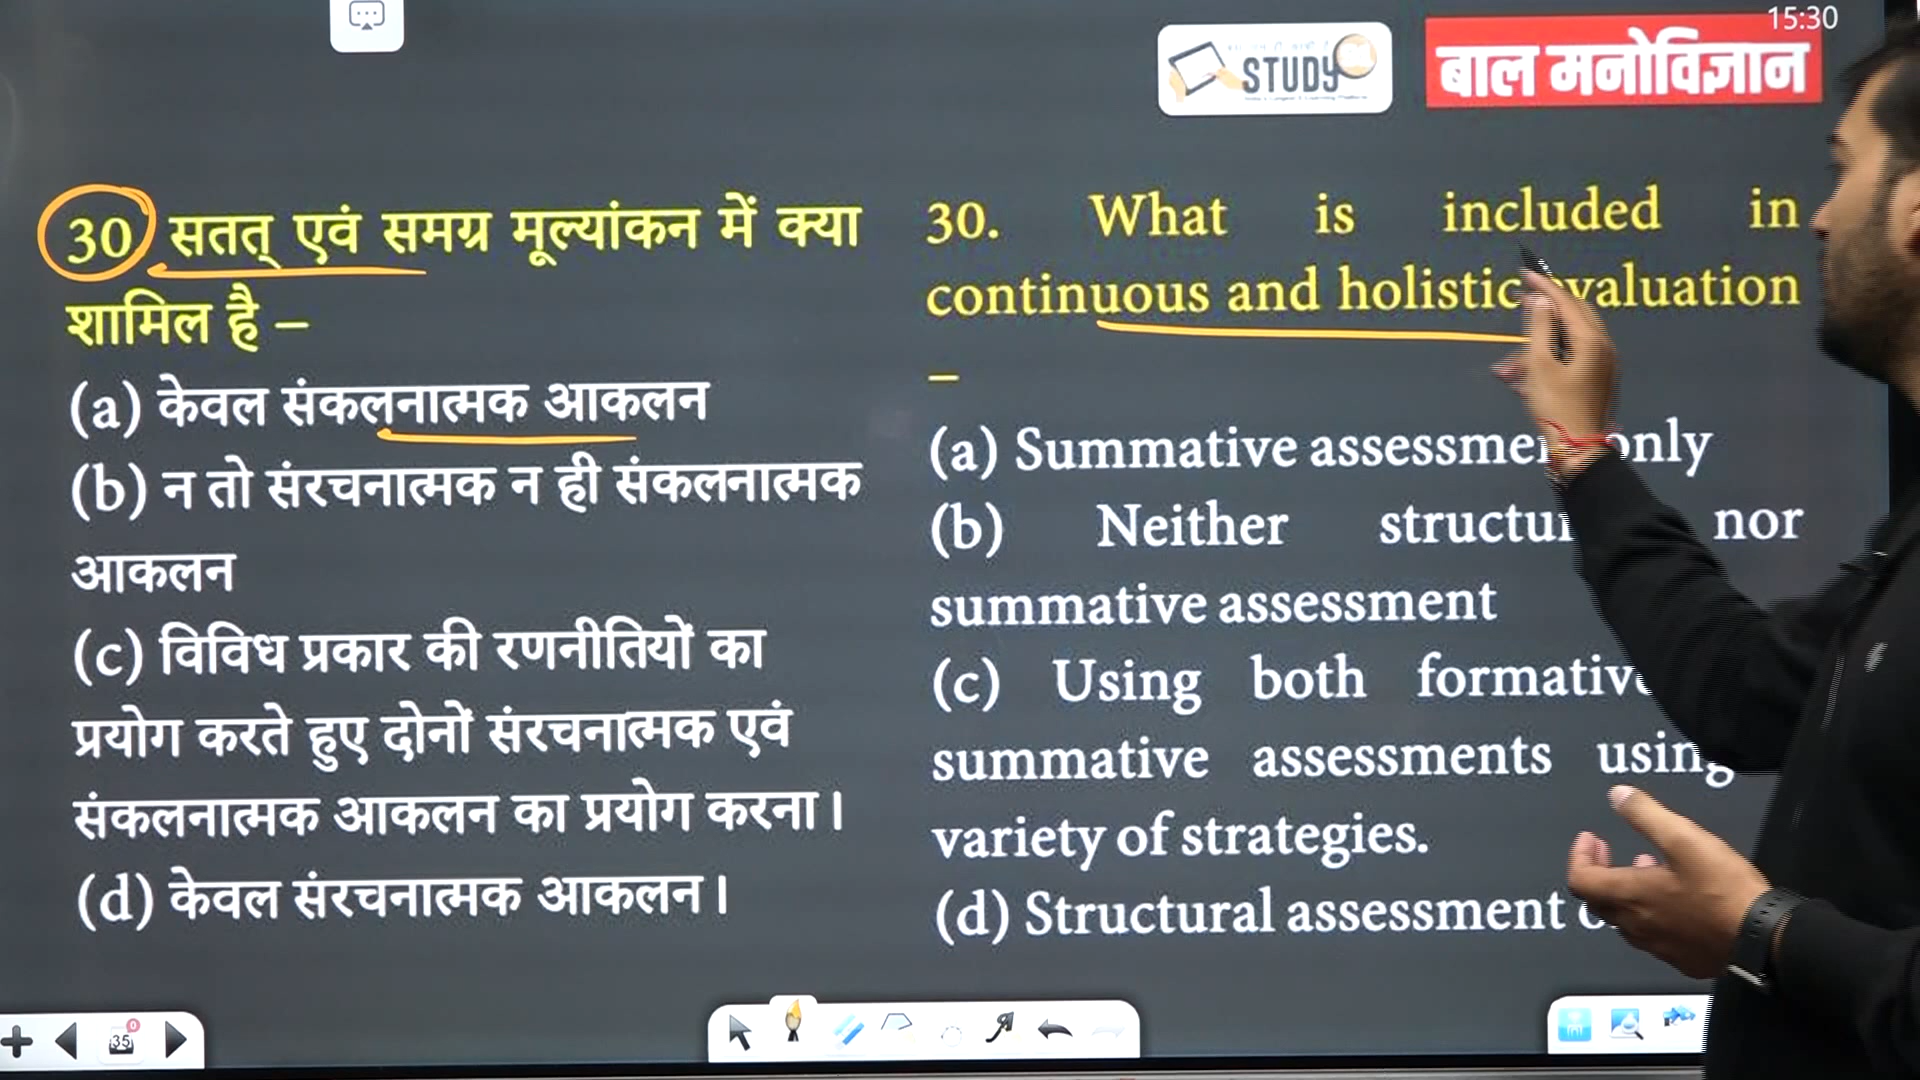 15:30
STUDY
बाल मनोविज्ञान
30 सतत् एवं समग्र मूल्यांकन में क्या
शामिल है –
(a) केवल संकलनात्मक आकलन
(b) न तो संरचनात्मक न ही संकलनात्मक
आकलन
(c) विविध प्रकार की रणनीतियों का
प्रयोग करते हुए दोनों संरचनात्मक एवं
संकलनात्मक आकलन का प्रयोग करना।
(d) केवल संरचनात्मक आकलन।
30. What is included in
continuous and holistic evaluation
–
(a) Summative only
(b) Neither nor
summative assessment
(c) Using both
summative assessments using
variety of strategies.
(d) Structural assessment
35
0